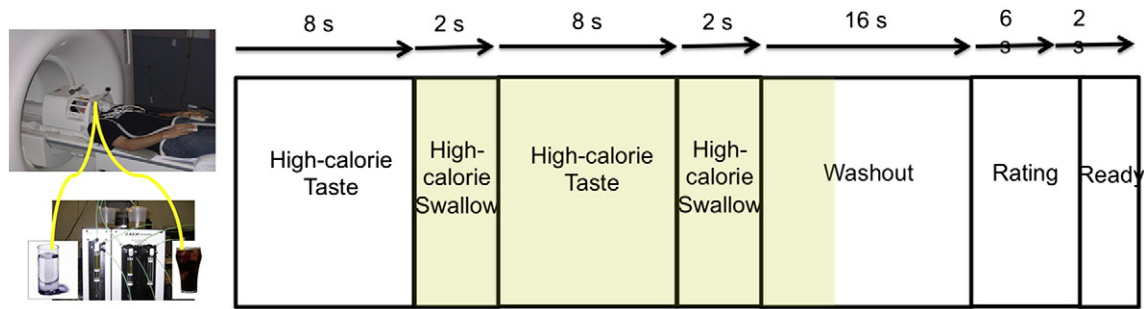 8 s
2 s
8 s
2 s
16 s
6
s
2
s
High-calorie
Taste
High-
calorie
Swallow
High-calorie
Taste
High-
calorie
Swallow
Washout
Rating
Ready